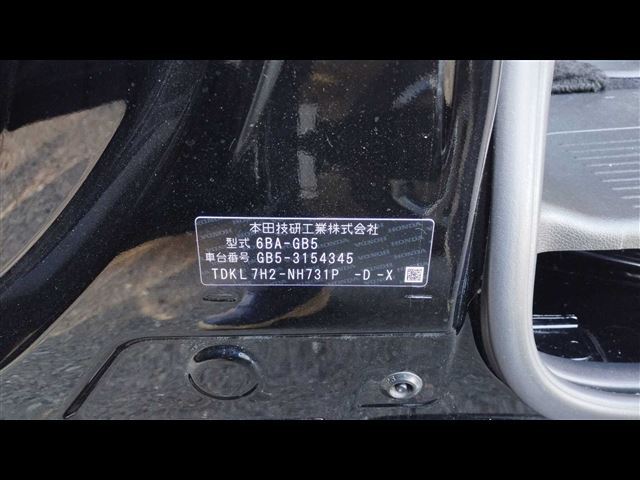 本田技研工業株式会社
型式 6BA-GB5
車台番号 GB5-3154345
TDKL 7H2-NH731P -D -X